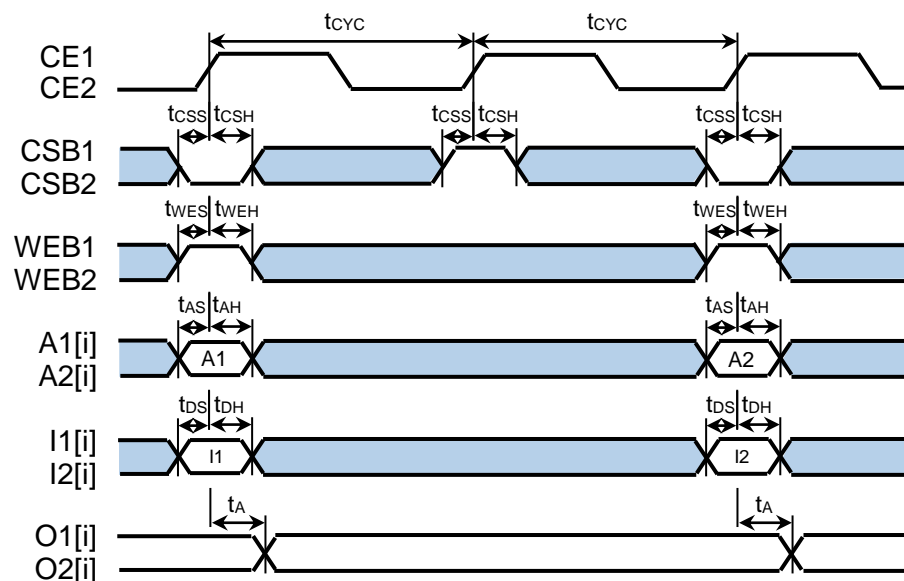 tCYC tCYC
CE1
CE2
tCSS tCSH tCSS tCSH tCSS tCSH
CSB1
CSB2
tWES tWEH tWES tWEH
WEB1
WEB2
tAS tAH tAS tAH
A1[i] A1 A2
A2[i]
tDS tDH tDS tDH
I1[i] I1 I2
I2[i]
tA tA
O1[i]
O2[i]